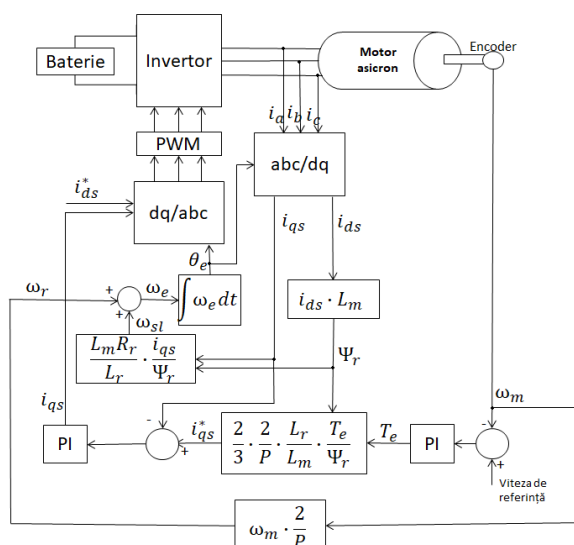 Encoder
Baterie
Invertor
Motor
asicron
i_a i_b i_c
PWM
abc/dq
i*_ds
dq/abc
i_qs
i_ds
θ_e
ω_r
+
ω_e
∫ ω_e dt
i_ds · L_m
+
ω_sl
L_m R_r / L_r · i_qs / Ψ_r
Ψ_r
i_qs
ω_m
-
i*_qs
2/3 · 2/P · L_r/L_m · T_e/Ψ_r
T_e
-
PI
+
PI
+
Viteza de
referință
ω_m · 2/P